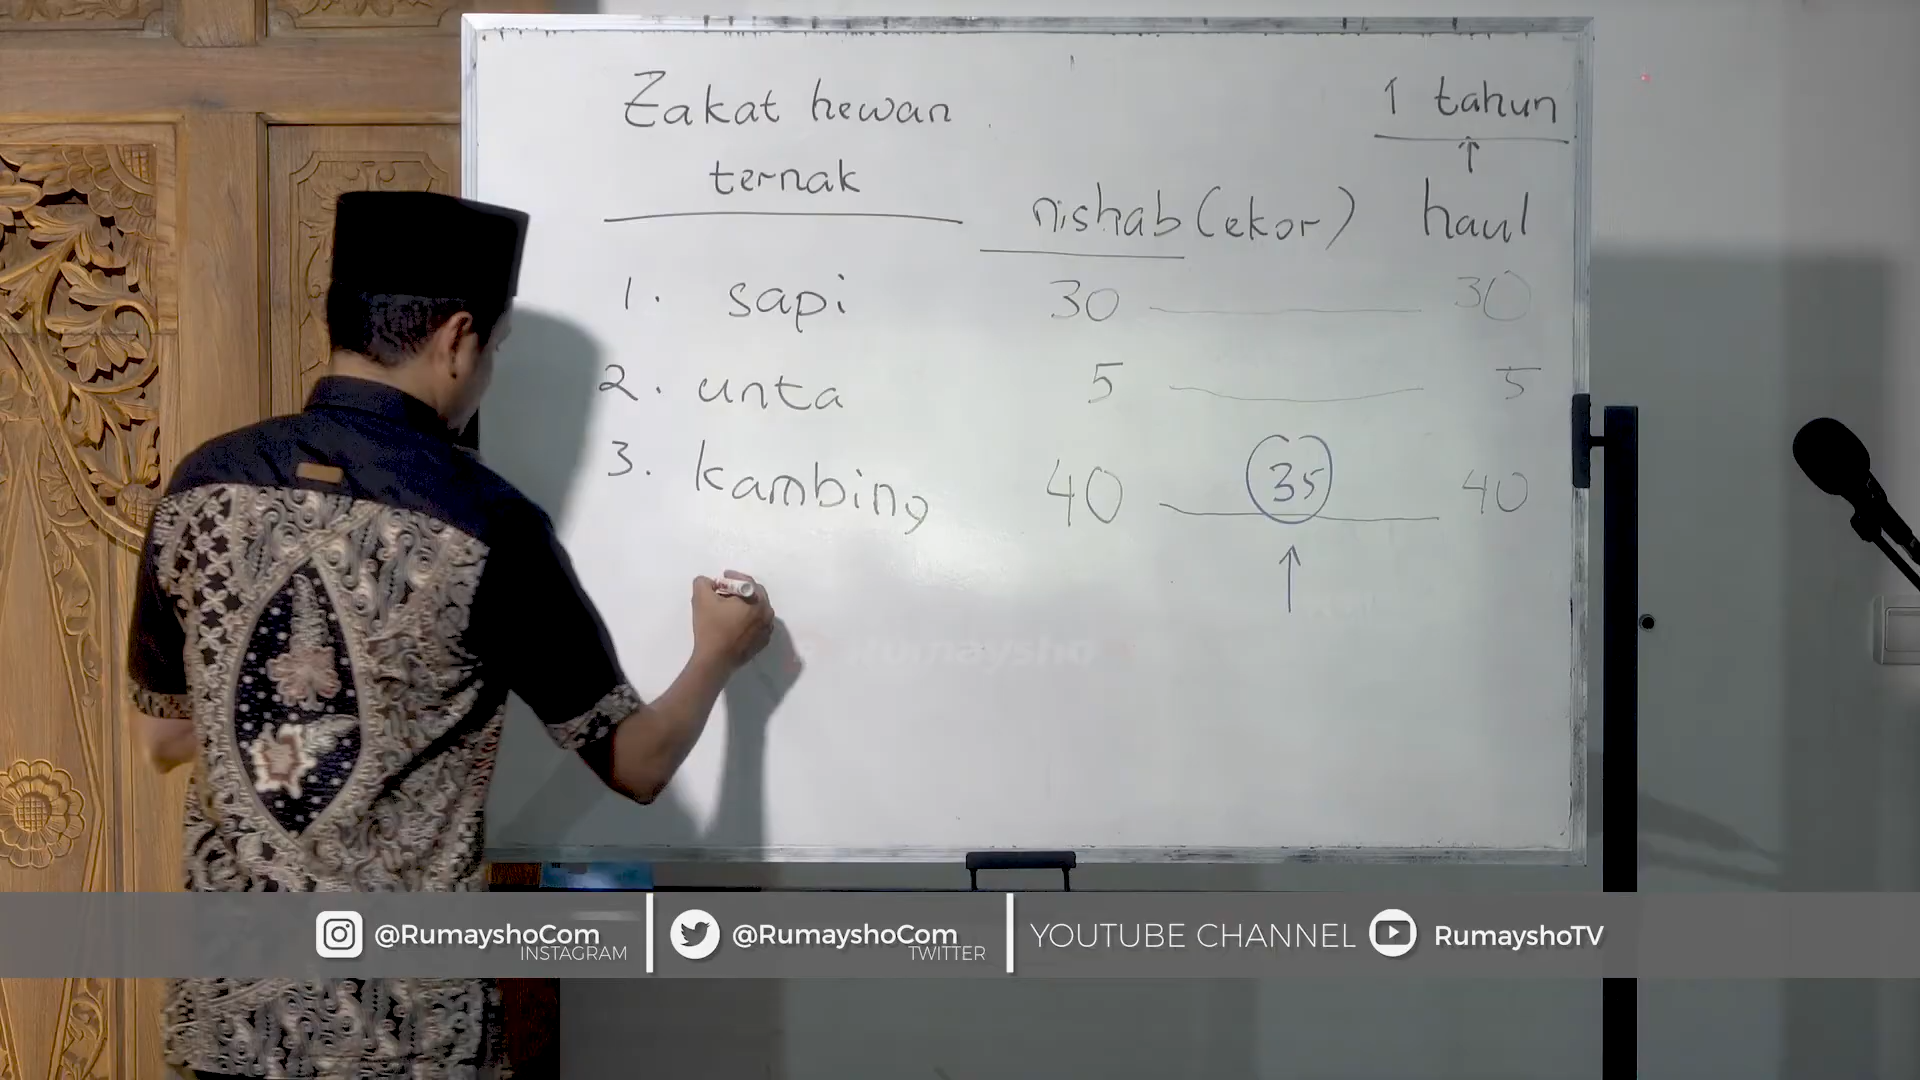 Zakat hewan
ternak
1 tahun
nishab (ekor) haul
1. sapi 30 30
2. unta 5 5
3. kambing 40 35 40
Rumaysho
@RumayshoCom
INSTAGRAM
@RumayshoCom
TWITTER
YOUTUBE CHANNEL RumayshoTV